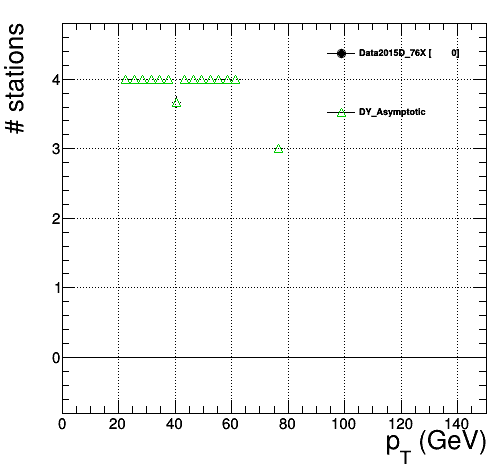 # stations
Data2015D_76X [ 0]
DY_Asymptotic
4
3
2
1
0
0 20 40 60 80 100 120 140
p_T (GeV)